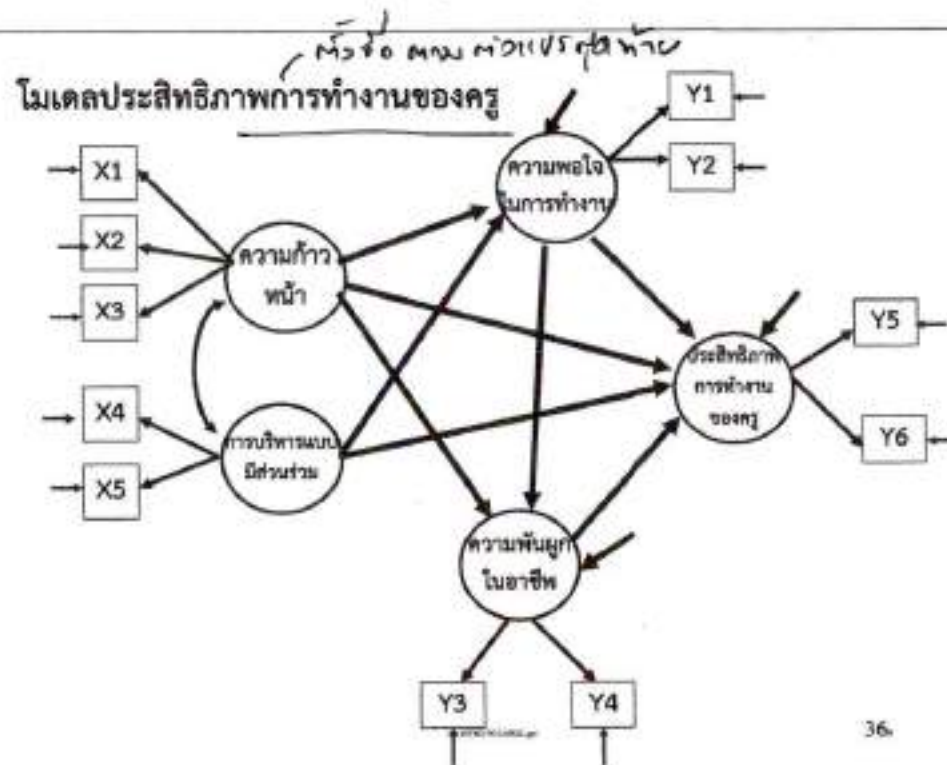 ตั้งชื่อ ตาม ตัวแปรสุดท้าย
โมเดลประสิทธิภาพการทำงานของครู
Y1
Y2
X1
X2
X3
X4
X5
ความพอใจ
ในการทำงาน
ความก้าว
หน้า
การบริหารแบบ
มีส่วนร่วม
ประสิทธิภาพ
การทำงาน
ของครู
Y5
Y6
ความผันผูก
ในอาชีพ
Y3
Y4
36